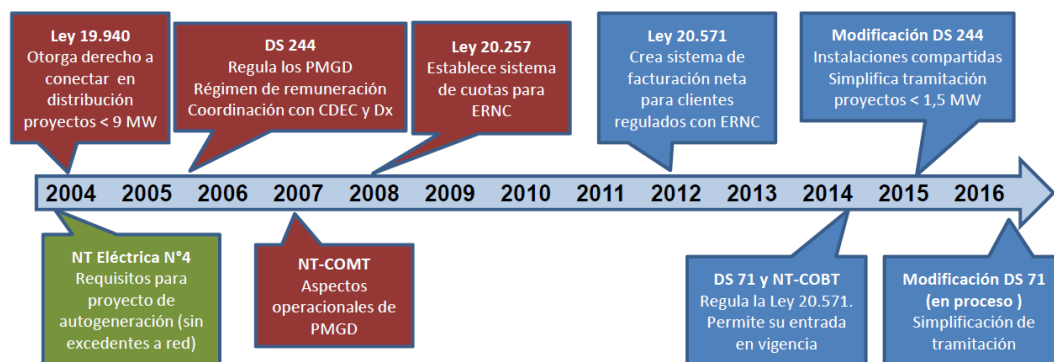 Ley 19.940
Otorga derecho a
conectar en
distribución
proyectos < 9 MW
DS 244
Regula los PMGD
Régimen de remuneración
Coordinación con CDEC y Dx
Ley 20.257
Establece sistema
de cuotas para
ERNC
Ley 20.571
Crea sistema de
facturación neta
para clientes
regulados con ERNC
Modificación DS 244
Instalaciones compartidas
Simplifica tramitación
proyectos < 1,5 MW
2004 2005 2006 2007 2008 2009 2010 2011 2012 2013 2014 2015 2016
NT Eléctrica N°4
Requisitos para
proyecto de
autogeneración (sin
excedentes a red)
NT-COMT
Aspectos
operacionales de
PMGD
DS 71 y NT-COBT
Regula la Ley 20.571.
Permite su entrada
en vigencia
Modificación DS 71
(en proceso )
Simplificación de
tramitación